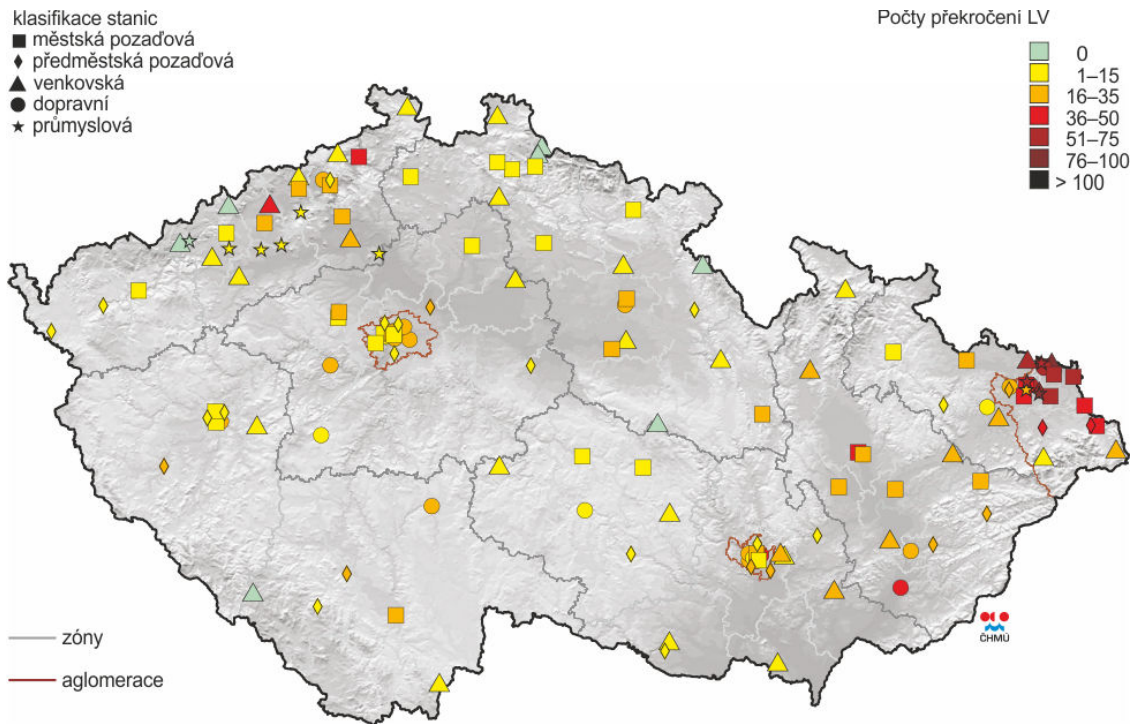 klasifikace stanic
městská pozaďová
předměstská pozaďová
venkovská
dopravní
průmyslová
Počty překročení LV
0
1–15
16–35
36–50
51–75
76–100
> 100
zóny
aglomerace
ČHMÚ